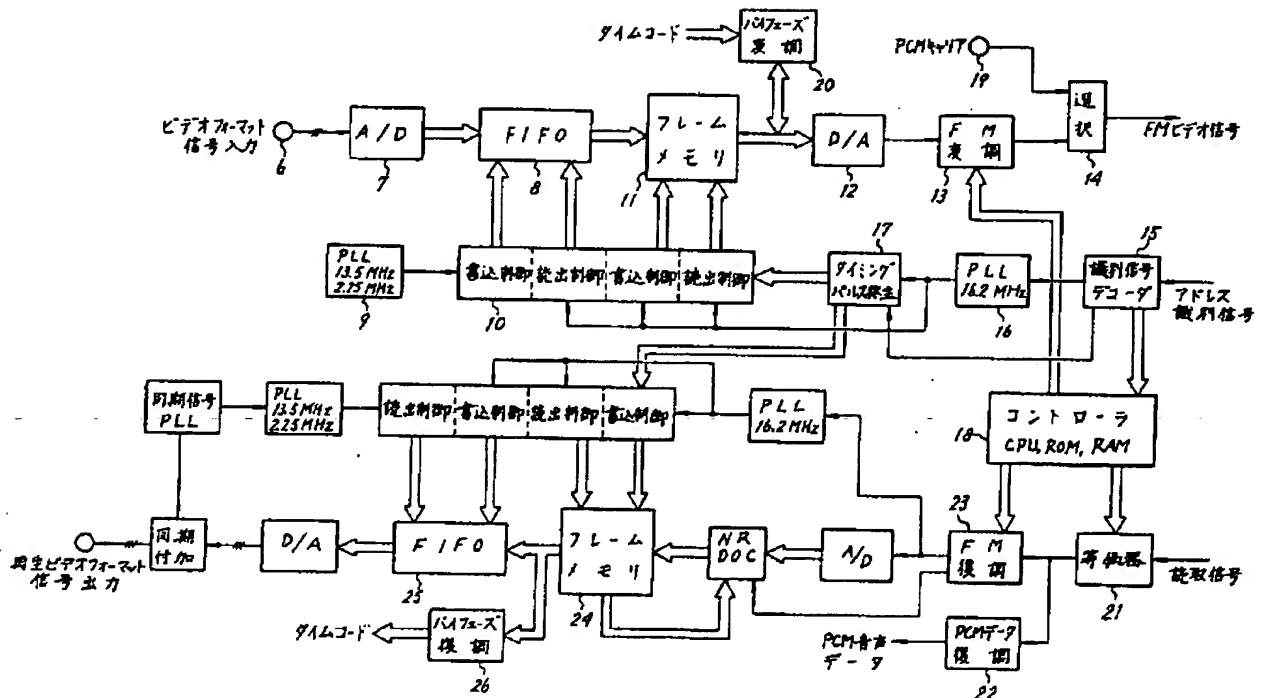 タイムコード
バイフェーズ
変調
20
PCMキャリア
19
ビデオフォーマット
信号入力
6
A/D
7
FIFO
8
フレーム
メモリ
11
D/A
12
FM
変調
13
選択
14
FMビデオ信号
PLL
13.5MHz
2.25MHz
9
書込制御
読出制御
書込制御
読出制御
10
17
タイミング
パルス発生
PLL
16.2MHz
16
15
識別信号
デコーダ
アドレス
識別信号
同期信号
PLL
PLL
13.5MHz
2.25MHz
読出制御
書込制御
読出制御
書込制御
PLL
16.2MHz
コントローラ
CPU, ROM, RAM
18
再生ビデオフォーマット
信号出力
同期
付加
D/A
FIFO
25
フレーム
メモリ
24
NR
DOC
A/D
23
FM
復調
等価器
21
読取信号
タイムコード
バイフェーズ
復調
26
PCM音声
データ
PCMデータ
復調
22